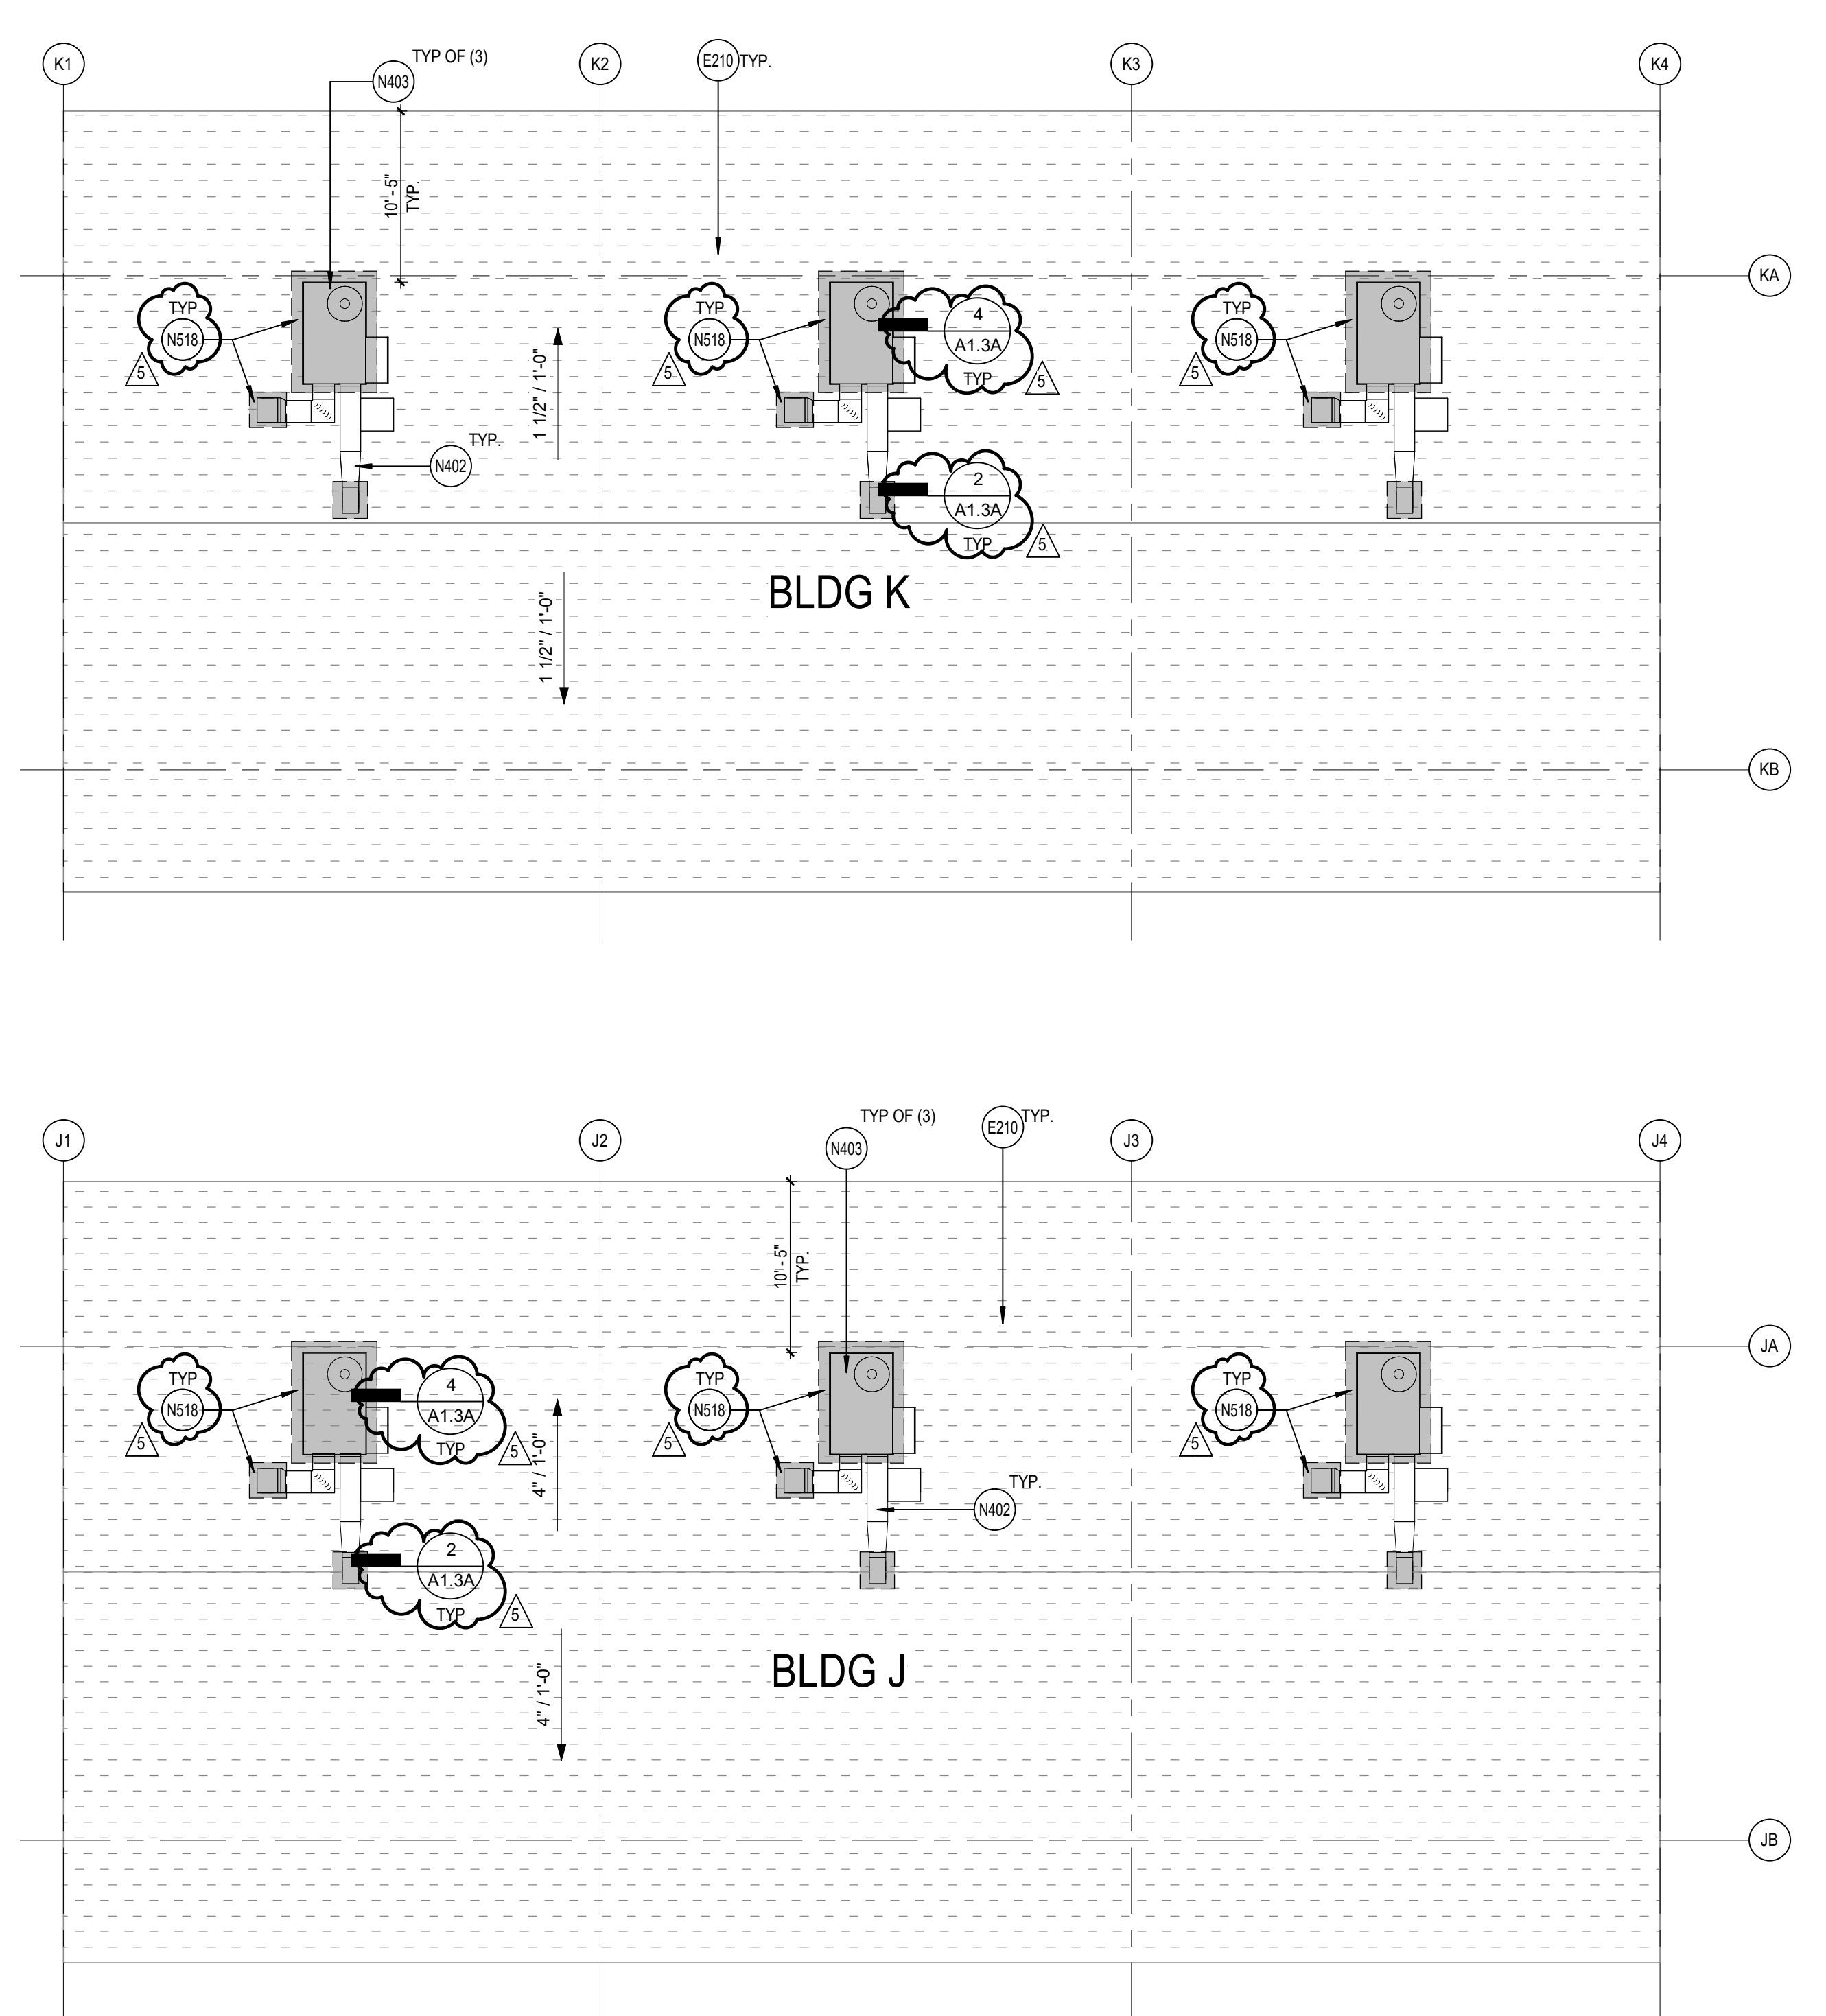 K1
TYP OF (3)
N403
K2
E210 TYP.
K3
K4
10' - 5"
TYP.
KA
TYP
N518
5
1 1/2" / 1'-0"
TYP
N518
5
4
A1.3A
TYP
5
TYP
N518
5
TYP.
N402
2
A1.3A
TYP
5
BLDG K
1 1/2" / 1'-0"
KB
J1
J2
TYP OF (3)
N403
E210 TYP.
J3
J4
10' - 5"
TYP.
JA
TYP
N518
5
4
A1.3A
TYP
5
4" / 1'-0"
TYP
N518
5
TYP
N518
5
TYP.
N402
2
A1.3A
TYP
5
BLDG J
4" / 1'-0"
JB